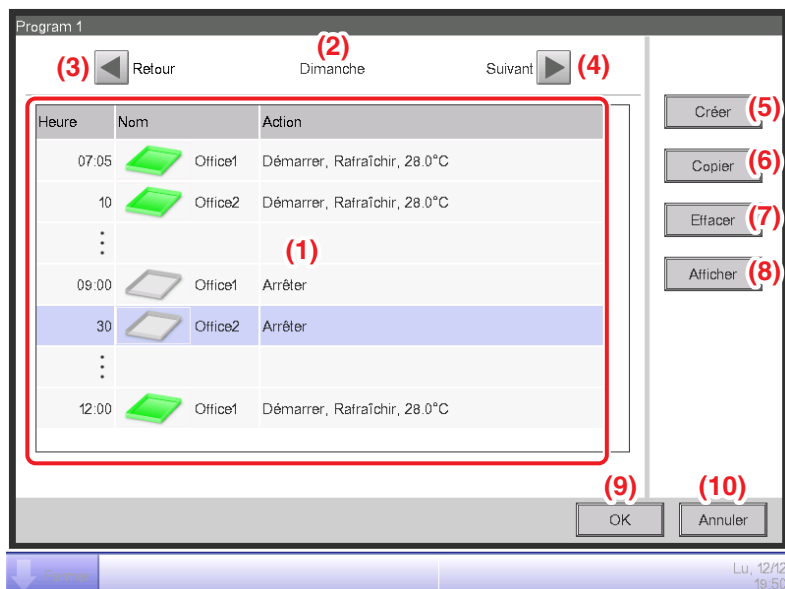 Program 1
(3) Retour (2) Dimanche Suivant (4)
Heure Nom Action
07:05 Office1 Démarrer, Rafraîchir, 28.0°C
10 Office2 Démarrer, Rafraîchir, 28.0°C
(1)
09:00 Office1 Arrêter
30 Office2 Arrêter
12:00 Office1 Démarrer, Rafraîchir, 28.0°C
Créer (5)
Copier (6)
Effacer (7)
Afficher (8)
(9) (10)
OK Annuler
Fermer
Lu, 12/12
19:50